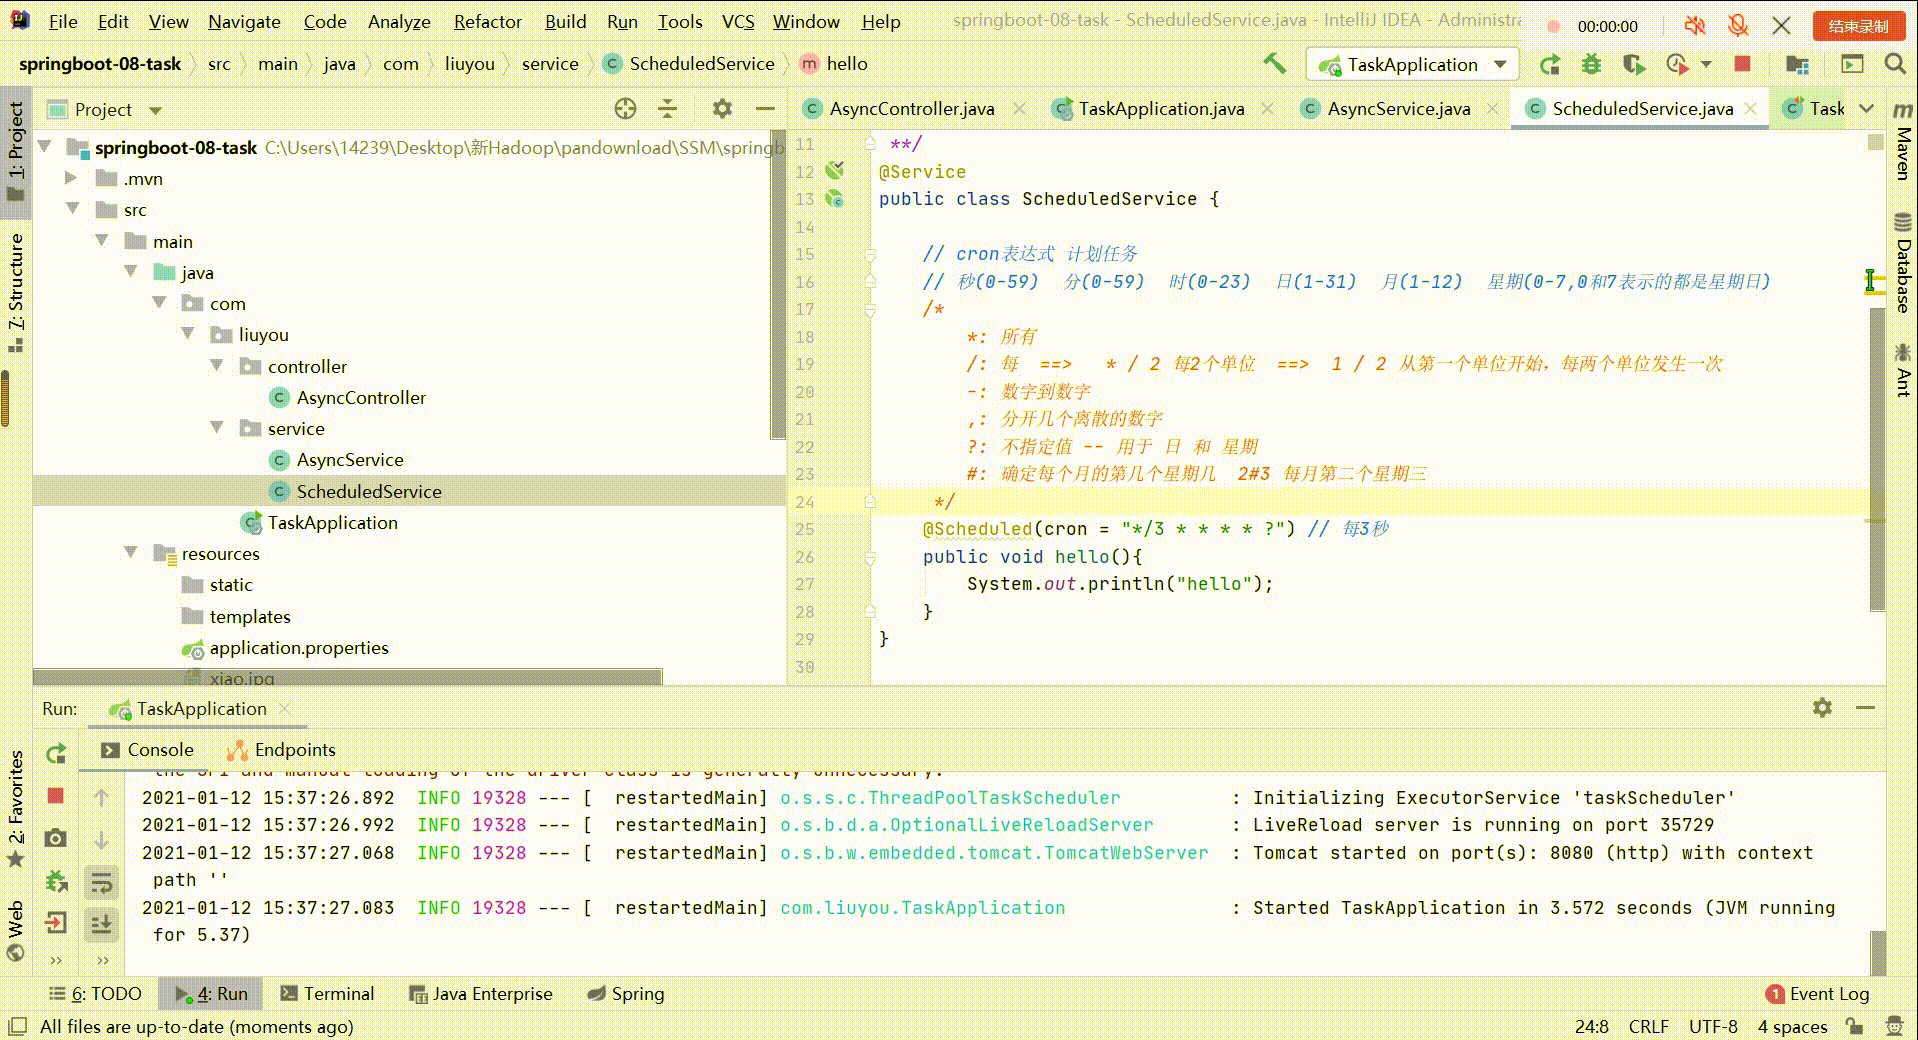 File Edit View Navigate Code Analyze Refactor Build Run Tools VCS Window Help springboot-08-task - ScheduledService.java - IntelliJ IDEA - Administra 00:00:00 结束录制
springboot-08-task src main java com liuyou service ScheduledService hello TaskApplication
Project
AsyncController.java TaskApplication.java AsyncService.java ScheduledService.java Task
springboot-08-task C:\Users\14239\Desktop\新Hadoop\pandownload\SSM\springb
.mvn
src
main
java
com
liuyou
controller
AsyncController
service
AsyncService
ScheduledService
TaskApplication
resources
static
templates
application.properties
xiao.jpg
11 **/
12 @Service
13 public class ScheduledService {
14
15 // cron表达式 计划任务
16 // 秒(0-59) 分(0-59) 时(0-23) 日(1-31) 月(1-12) 星期(0-7,0和7表示的都是星期日)
17 /*
18 *: 所有
19 /: 每 ==> * / 2 每2个单位 ==> 1 / 2 从第一个单位开始，每两个单位发生一次
20 -: 数字到数字
21 ,: 分开几个离散的数字
22 ?: 不指定值 -- 用于 日 和 星期
23 #: 确定每个月的第几个星期几 2#3 每月第二个星期三
24 */
25 @Scheduled(cron = "*/3 * * * * ?") // 每3秒
26 public void hello(){
27 System.out.println("hello");
28 }
29 }
30
1: Project
7: Structure
2: Favorites
Web
m Maven
Database
Ant
Run: TaskApplication
Console Endpoints
the SPI and manual loading of the driver class is generally unnecessary.
2021-01-12 15:37:26.892 INFO 19328 --- [ restartedMain] o.s.s.c.ThreadPoolTaskScheduler : Initializing ExecutorService 'taskScheduler'
2021-01-12 15:37:26.992 INFO 19328 --- [ restartedMain] o.s.b.d.a.OptionalLiveReloadServer : LiveReload server is running on port 35729
2021-01-12 15:37:27.068 INFO 19328 --- [ restartedMain] o.s.b.w.embedded.tomcat.TomcatWebServer : Tomcat started on port(s): 8080 (http) with context
path ''
2021-01-12 15:37:27.083 INFO 19328 --- [ restartedMain] com.liuyou.TaskApplication : Started TaskApplication in 3.572 seconds (JVM running
for 5.37)
6: TODO 4: Run Terminal Java Enterprise Spring 1 Event Log
All files are up-to-date (moments ago) 24:8 CRLF UTF-8 4 spaces